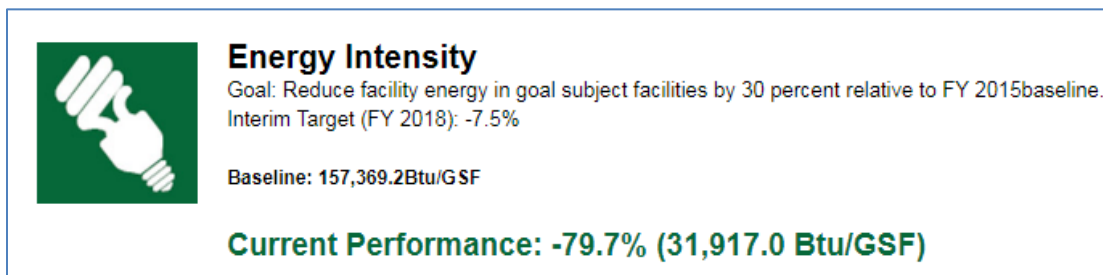 Energy Intensity
Goal: Reduce facility energy in goal subject facilities by 30 percent relative to FY 2015baseline.
Interim Target (FY 2018): -7.5%
Baseline: 157,369.2Btu/GSF
Current Performance: -79.7% (31,917.0 Btu/GSF)